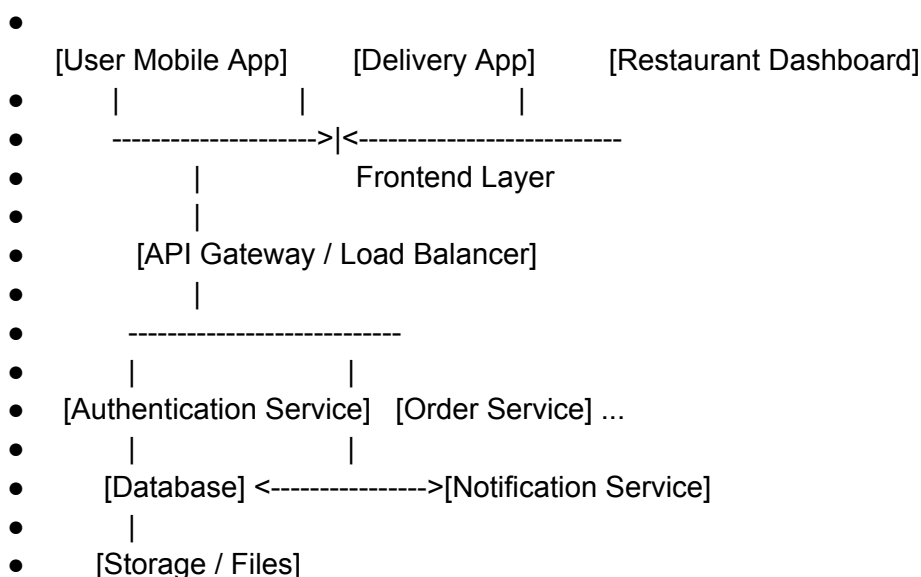 ●
[User Mobile App] [Delivery App] [Restaurant Dashboard]
● | | |
● --------------------->|<---------------------------
● | Frontend Layer
● |
● [API Gateway / Load Balancer]
● |
● ----------------------------
● | |
● [Authentication Service] [Order Service] ...
● | |
● [Database] <---------------->[Notification Service]
● |
● [Storage / Files]